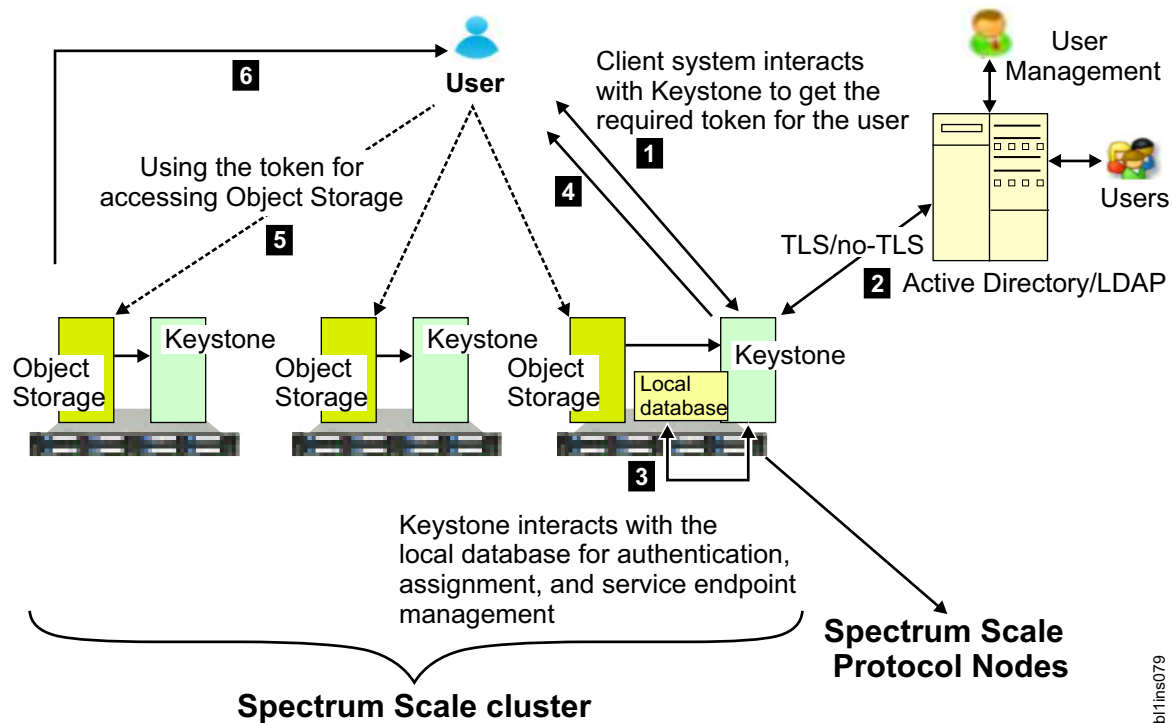 6
User
Client system interacts
with Keystone to get the
required token for the user
1
User
Management
Using the token for
accessing Object Storage
5
4
Users
TLS/no-TLS
2
Active Directory/LDAP
Object
Storage
Keystone
Object
Storage
Keystone
Object
Storage
Local
database
Keystone
3
Keystone interacts with the
local database for authentication,
assignment, and service endpoint
management
Spectrum Scale
Protocol Nodes
Spectrum Scale cluster
bl1ins079